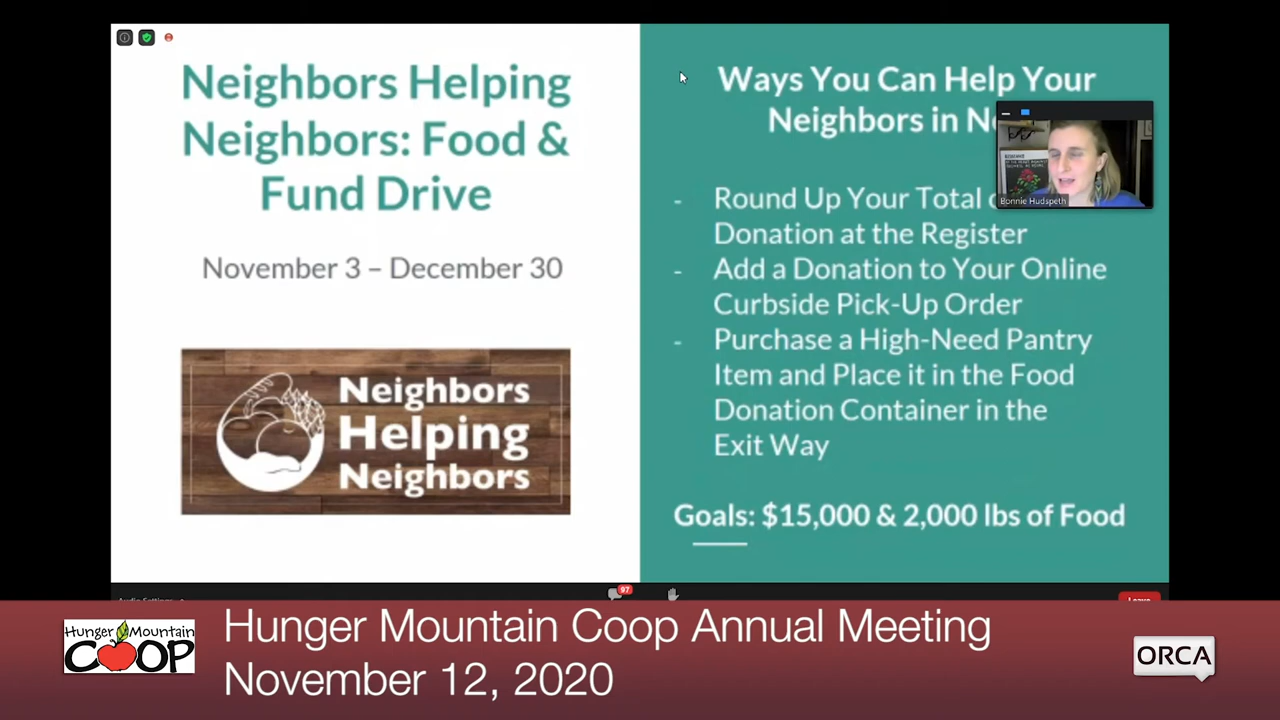 Neighbors Helping
Neighbors: Food &
Fund Drive
November 3 – December 30
Neighbors
Helping
Neighbors
Ways You Can Help Your
Neighbors in
Bonnie Hudspeth
- Round Up Your Total
Donation at the Register
- Add a Donation to Your Online
Curbside Pick-Up Order
- Purchase a High-Need Pantry
Item and Place it in the Food
Donation Container in the
Exit Way
Goals: $15,000 & 2,000 lbs of Food
97
Hunger Mountain
COOP
Hunger Mountain Coop Annual Meeting
November 12, 2020
ORCA